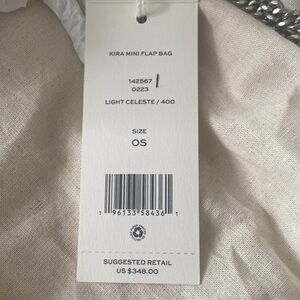 KIRA MINI FLAP BAG
142567
0223
LIGHT CELESTE / 400
SIZE
OS
1 96133 58436 1
SUGGESTED RETAIL
US $348.00